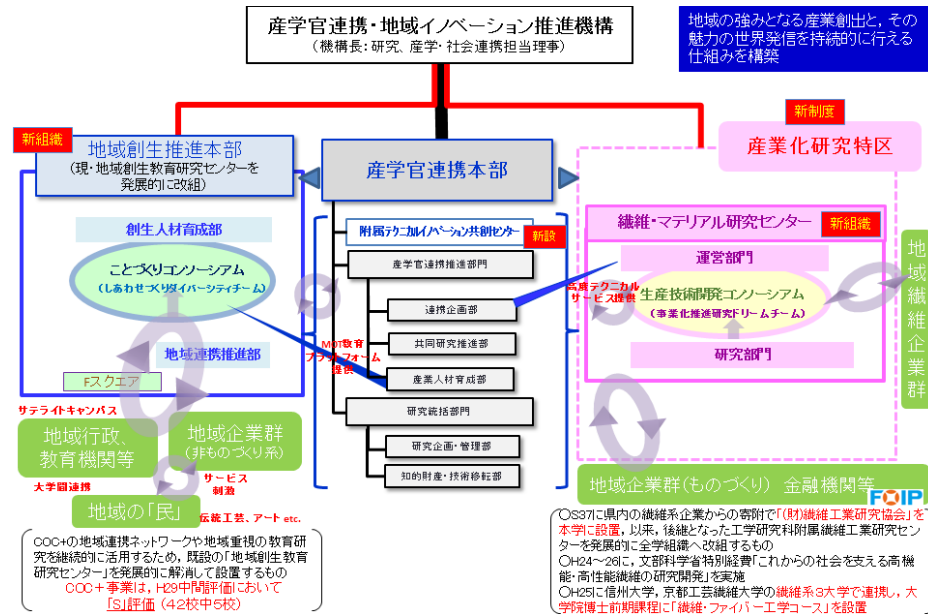 産学官連携・地域イノベーション推進機構
(機構長：研究、産学・社会連携担当理事)
地域の強みとなる産業創出と，その
魅力の世界発信を持続的に行える
仕組みを構築
新組織
地域創生推進本部
(現・地域創生教育研究センターを
発展的に改組)
産学官連携本部
新制度
産業化研究特区
創生人材育成部
ことづくりコンソーシアム
(しあわせづくりダイバーシティチーム)
地域連携推進部
Fスクエア
サテライトキャンパス
地域行政、
教育機関等
地域企業群
(非ものづくり系)
大学間連携
サービス
刺激
地域の「民」
伝統工芸、アート etc.
附属テクニカルイノベーション共創センター
新設
産学官連携推進部門
連携企画部
共同研究推進部
MOT教育
プラットフォーム
提供
産業人材育成部
研究統括部門
研究企画・管理部
知的財産・技術移転部
繊維・マテリアル研究センター
新組織
運営部門
高度テクニカル
サービス提供
生産技術開発コンソーシアム
(事業化推進研究ドリームチーム)
研究部門
地域繊維企業群
地域企業群(ものづくり) 金融機関等
FOIP
COC+の地域連携ネットワークや地域重視の教育研
究を継続的に活用するため，既設の「地域創生教育
研究センター」を発展的に解消して設置するもの
COC+事業は，H29中間評価において
「S」評価 (42校中5校)
○S37に県内の繊維系企業からの寄附で「(財)繊維工業研究協会」を
本学に設置，以来，後継となった工学研究科附属繊維工業研究セン
ターを発展的に全学組織へ改組するもの
○H24～26に，文部科学省特別経費「これからの社会を支える高機
能・高性能繊維の研究開発」を実施
○H25に信州大学，京都工芸繊維大学の繊維系3大学で連携し，大
学院博士前期課程に「繊維・ファイバー工学コース」を設置